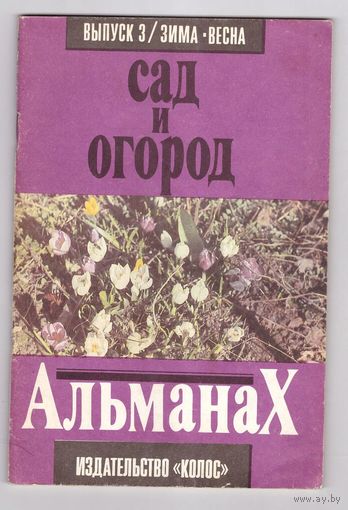 ВЫПУСК 3/ЗИМА·ВЕСНА
сад
и
огород
АльманаХ
ИЗДАТЕЛЬСТВО «КОЛОС»
www.ay.by